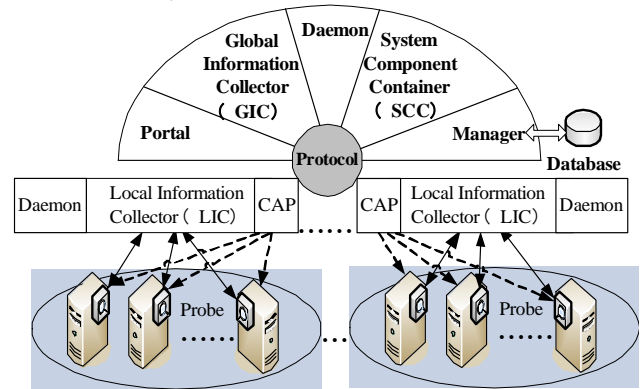 Daemon
Global
Information
Collector
( GIC)
System
Component
Container
( SCC)
Portal
Manager
Protocol
Database
Daemon
Local Information
Collector( LIC)
CAP
......
CAP
Local Information
Collector( LIC)
Daemon
Probe
......
....
Probe
......